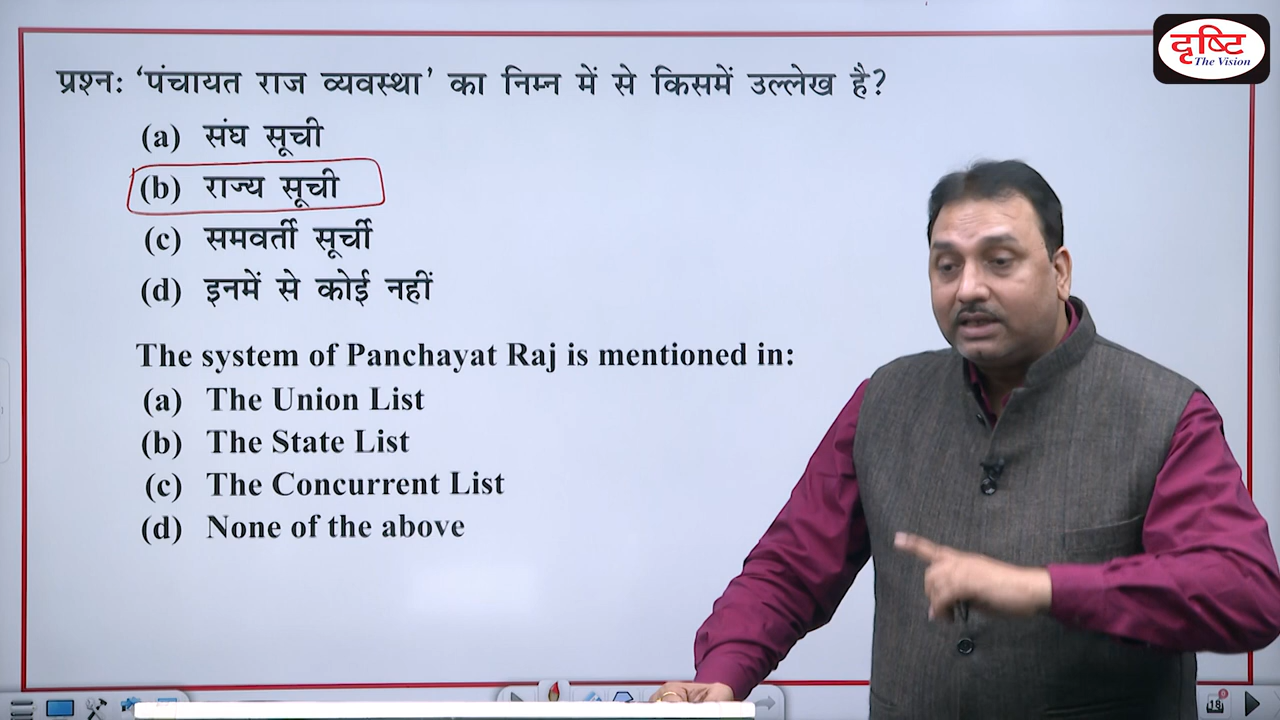 दृष्टि
The Vision
प्रश्न: ‘पंचायत राज व्यवस्था’ का निम्न में से किसमें उल्लेख है?
(a) संघ सूची
(b) राज्य सूची
(c) समवर्ती सूर्ची
(d) इनमें से कोई नहीं
The system of Panchayat Raj is mentioned in:
(a) The Union List
(b) The State List
(c) The Concurrent List
(d) None of the above
18